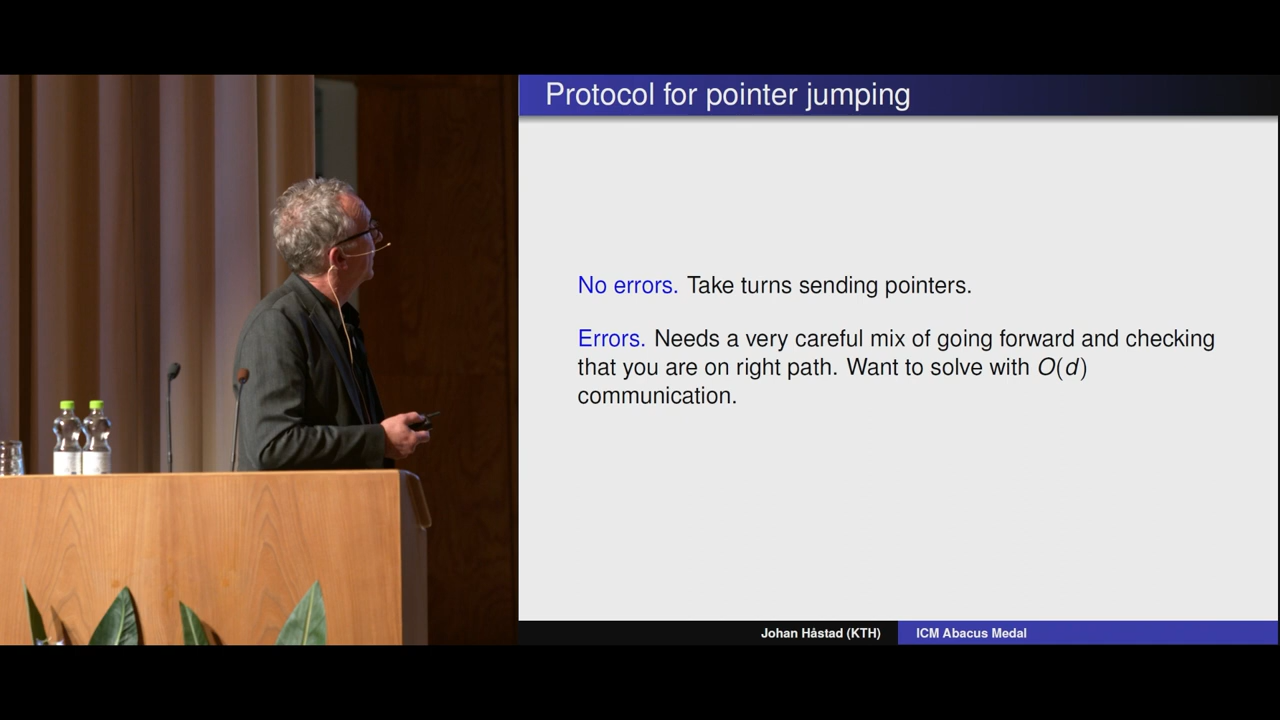 Protocol for pointer jumping
No errors. Take turns sending pointers.
Errors. Needs a very careful mix of going forward and checking
that you are on right path. Want to solve with O(d)
communication.
Johan Håstad (KTH)
ICM Abacus Medal